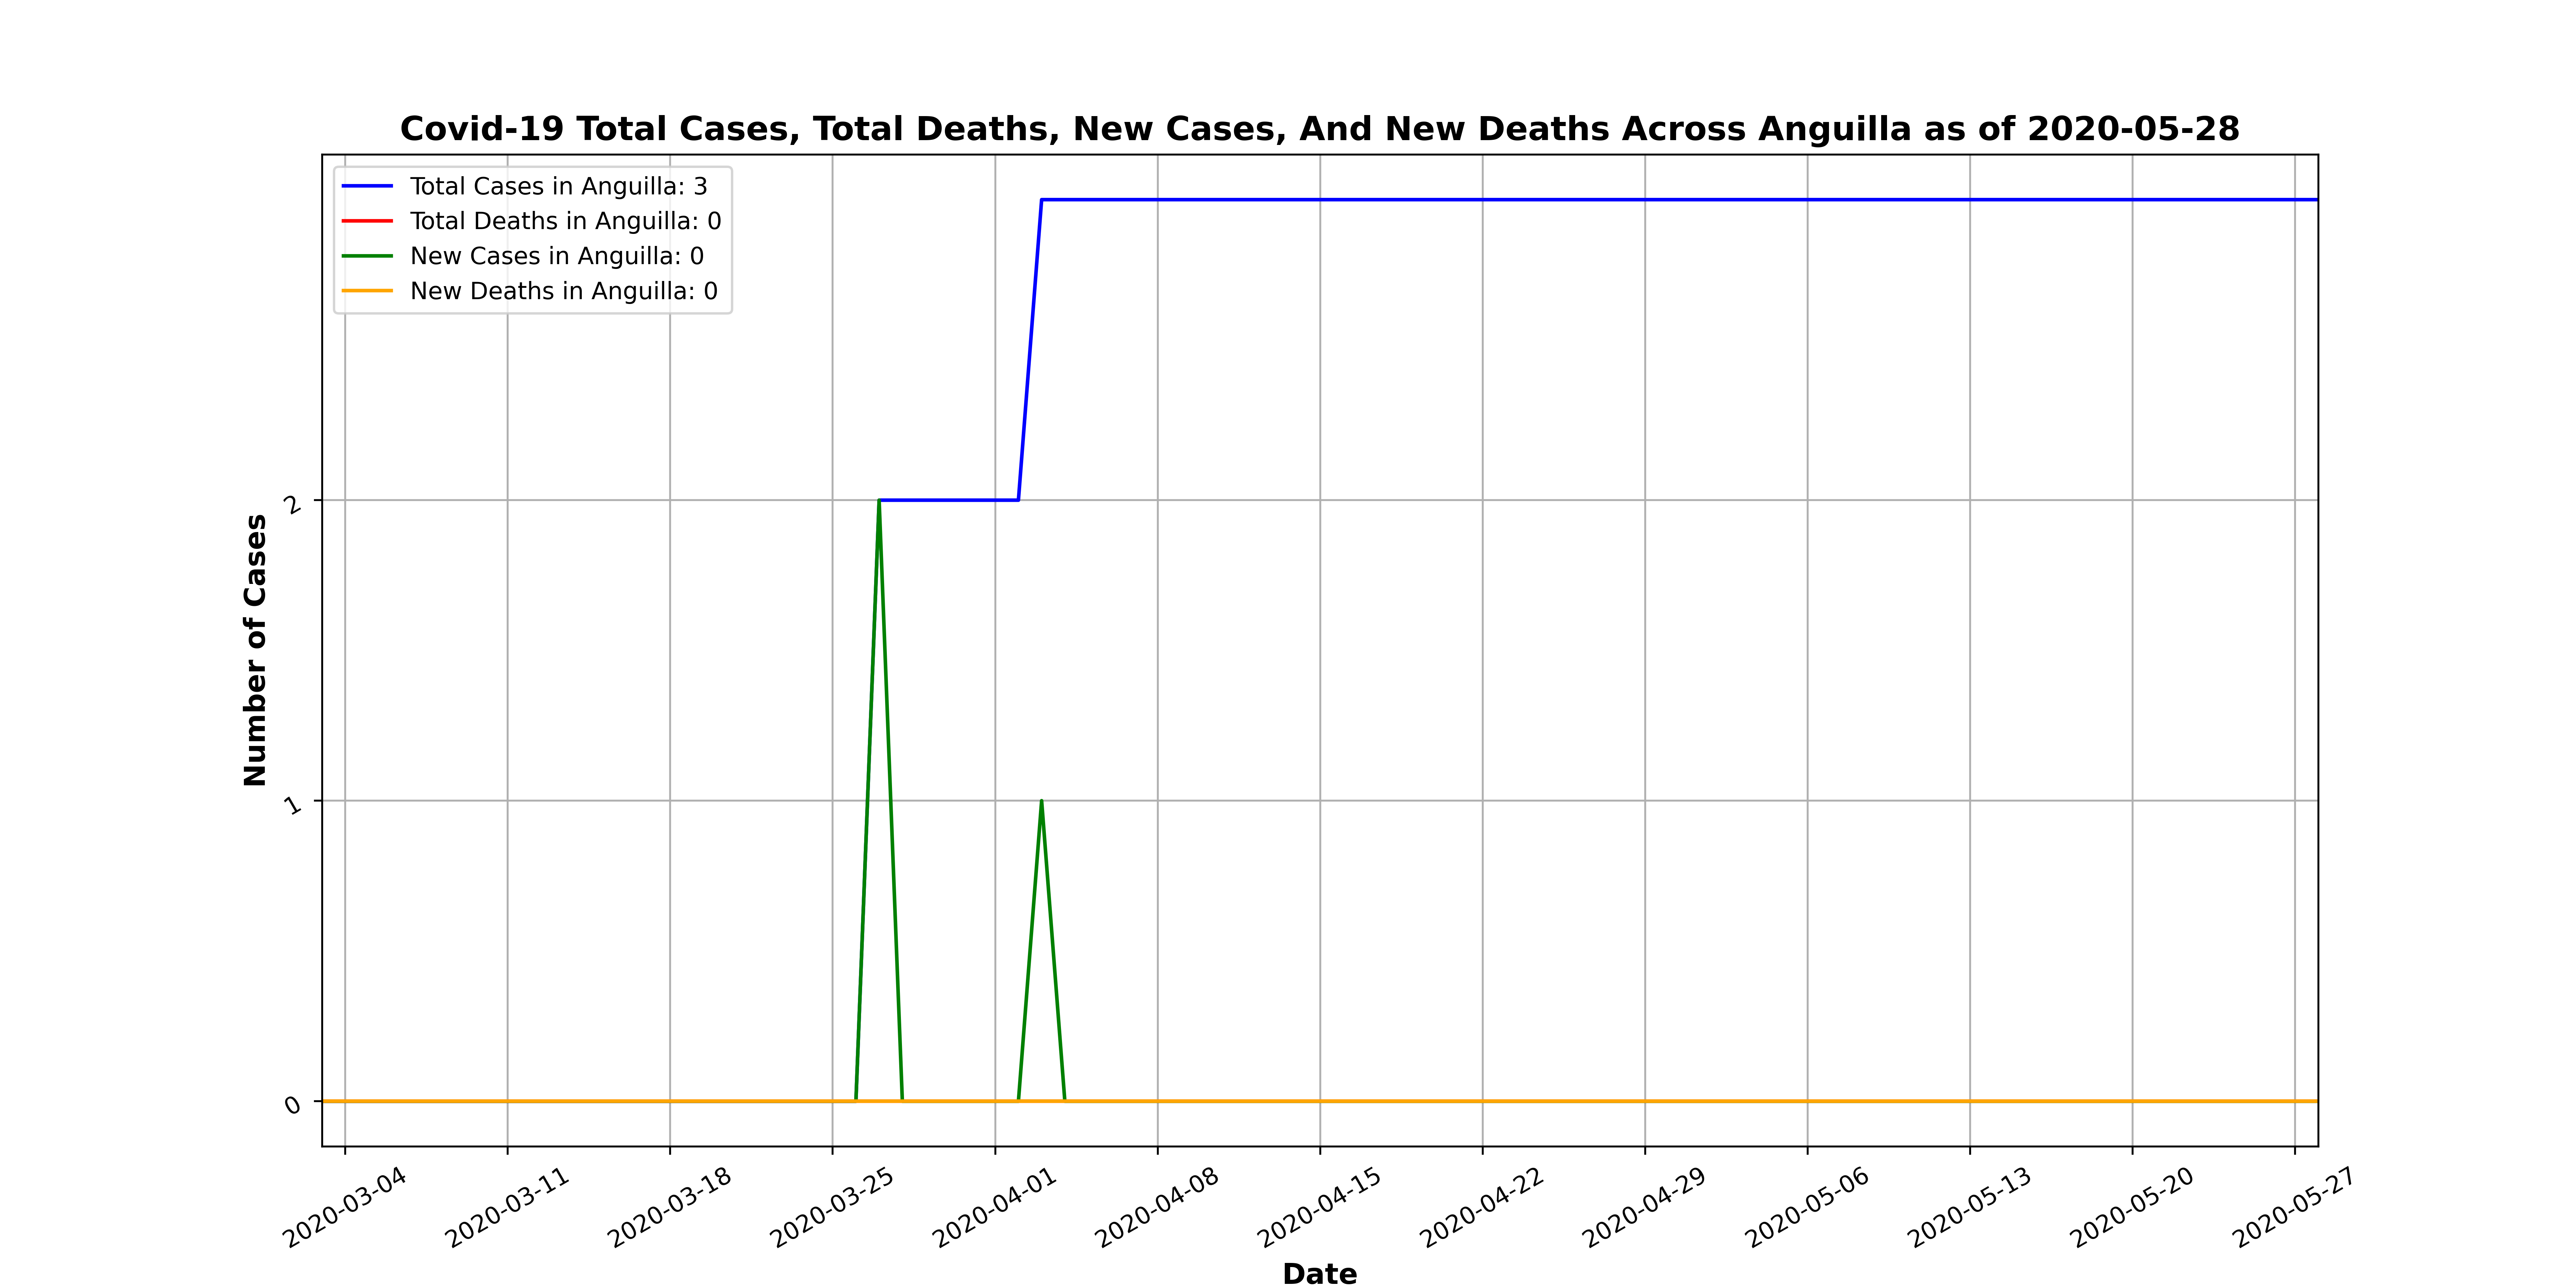 Covid-19 Total Cases, Total Deaths, New Cases, And New Deaths Across Anguilla as of 2020-05-28
Total Cases in Anguilla: 3
Total Deaths in Anguilla: 0
New Cases in Anguilla: 0
New Deaths in Anguilla: 0
Number of Cases
2
1
0
2020-03-04
2020-03-11
2020-03-18
2020-03-25
2020-04-01
2020-04-08
2020-04-15
2020-04-22
2020-04-29
2020-05-06
2020-05-13
2020-05-20
2020-05-27
Date